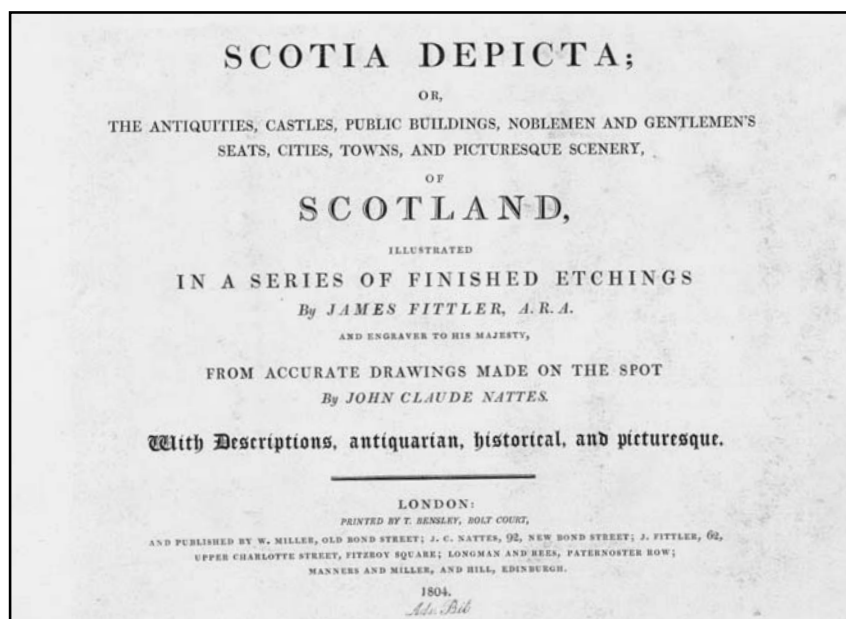 SCOTIA DEPICTA;
OR,
THE ANTIQUITIES, CASTLES, PUBLIC BUILDINGS, NOBLEMEN AND GENTLEMEN'S
SEATS, CITIES, TOWNS, AND PICTURESQUE SCENERY,
OF
SCOTLAND,
ILLUSTRATED
IN A SERIES OF FINISHED ETCHINGS
By JAMES FITTLER, A.R.A.
AND ENGRAVER TO HIS MAJESTY,
FROM ACCURATE DRAWINGS MADE ON THE SPOT
By JOHN CLAUDE NATTES.
With Descriptions, antiquarian, historical, and picturesque.
LONDON:
PRINTED BY T. BENSLEY, BOLT COURT,
AND PUBLISHED BY W. MILLER, OLD BOND STREET; J. C. NATTES, 92, NEW BOND STREET; J. FITTLER, 62,
UPPER CHARLOTTE STREET, FITZROY SQUARE; LONGMAN AND REES, PATERNOSTER ROW;
MANNERS AND MILLER, AND HILL, EDINBURGH.
1804.